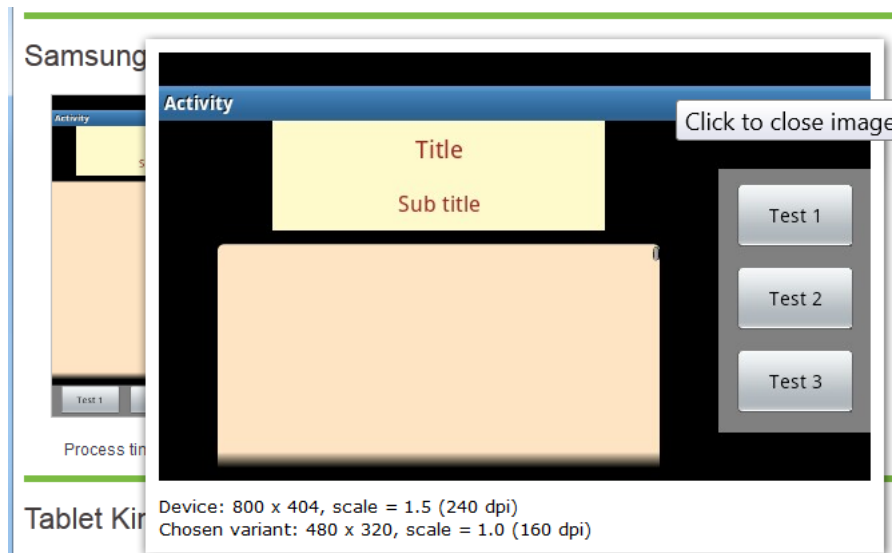 Samsung
Activity
Click to close image
Title
Sub title
Test 1
Test 2
Test 3
Activity
S
Test 1
Process tin
Device: 800 x 404, scale = 1.5 (240 dpi)
Chosen variant: 480 x 320, scale = 1.0 (160 dpi)
Tablet Kin